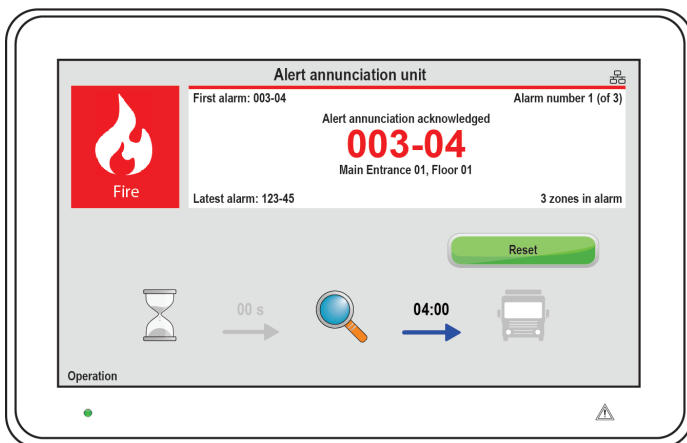 Alert annunciation unit
First alarm: 003-04
Alarm number 1 (of 3)
Alert annunciation acknowledged
003-04
Main Entrance 01, Floor 01
Fire
Latest alarm: 123-45
3 zones in alarm
Reset
00 s
04:00
Operation